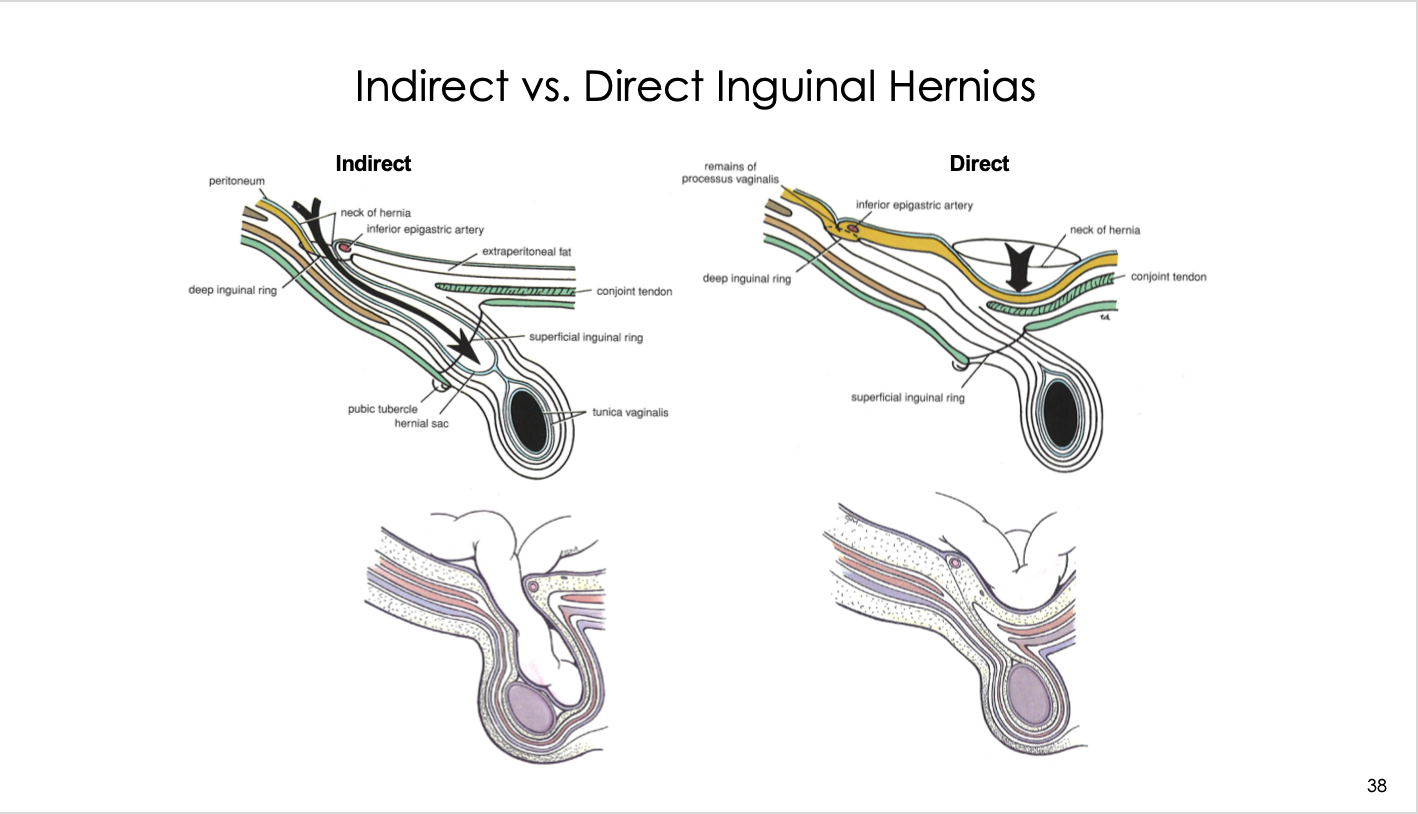 Indirect vs. Direct Inguinal Hernias
Indirect
peritoneum
neck of hernia
inferior epigastric artery
extraperitoneal fat
deep inguinal ring
conjoint tendon
superficial inguinal ring
pubic tubercle
hernial sac
tunica vaginalis
Direct
remains of
processus vaginalis
inferior epigastric artery
neck of hernia
deep inguinal ring
conjoint tendon
superficial inguinal ring
38